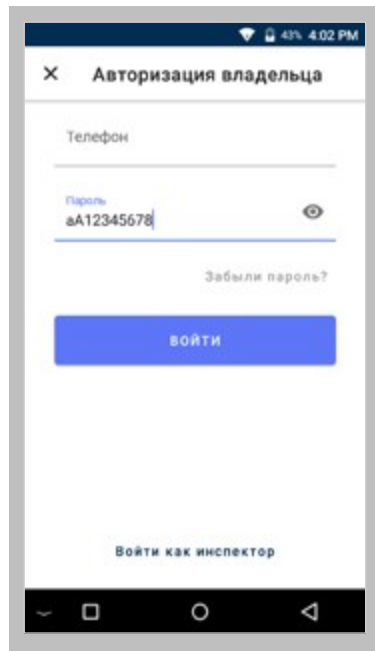 43% 4:02 PM
Авторизация владельца
Телефон
Пароль
aA12345678
Забыли пароль?
ВОЙТИ
Войти как инспектор